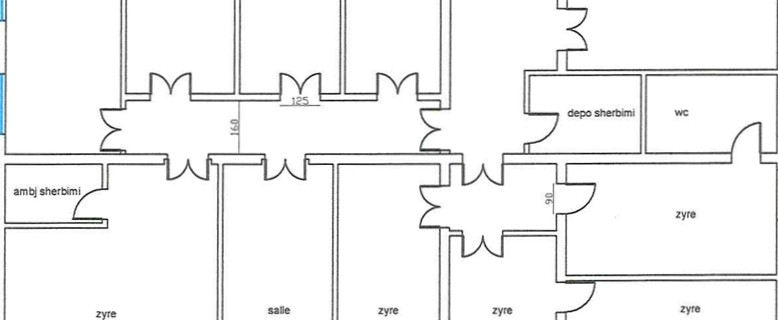 125
160
depo sherbimi
wc
ambj sherbimi
90
zyre
zyre
salle
zyre
zyre
zyre